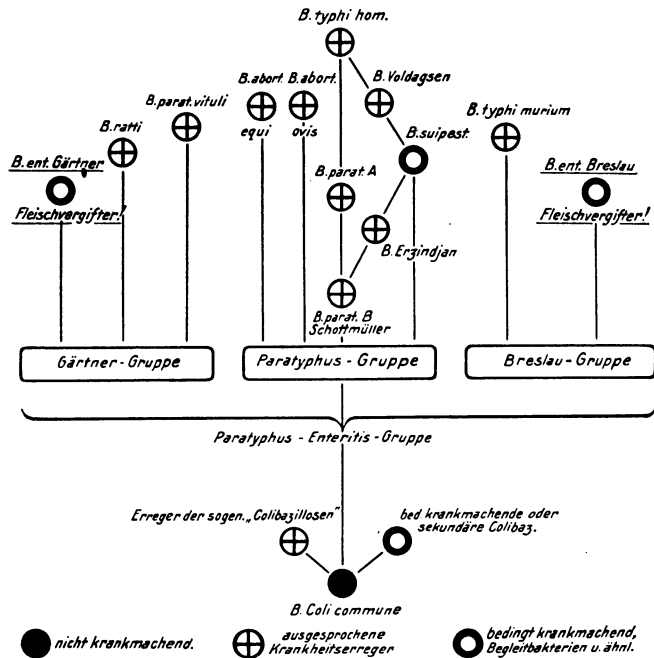 B. typhi hom.
B. Voldagsen
B. abort. B. abort.
equi ovis
B. parat. vituli
B. suipest.
B. typhi murium
B. ratti
B. ent. Gärtner
Fleischvergifter!
B. parat. A
B. ent. Breslau
Fleischvergifter!
B. Erzindjan
B. parat. B
Schottmüller
Gärtner-Gruppe
Paratyphus-Gruppe
Breslau-Gruppe
Paratyphus - Enteritis - Gruppe
Erreger der sogen. „Colibazillosen"
bed. krankmachende oder
sekundäre Colibaz.
B. Coli commune
nicht krankmachend.
ausgesprochene
Krankheitserreger
bedingt krankmachend,
Begleitbakterien u. ähnl.